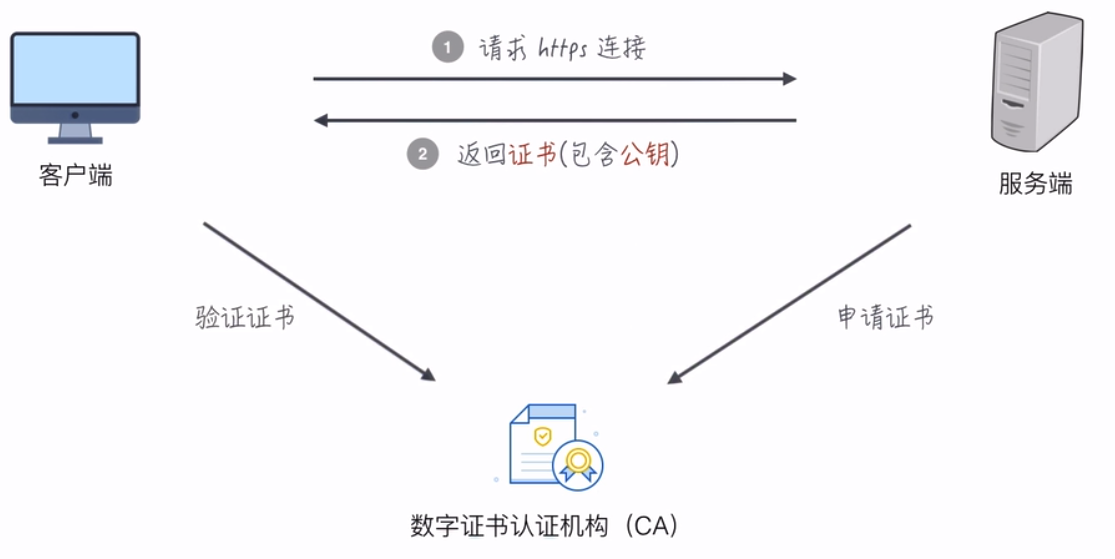 1 请求 https 连接
2 返回证书(包含公钥)
客户端
服务端
验证证书
申请证书
数字证书认证机构（CA）